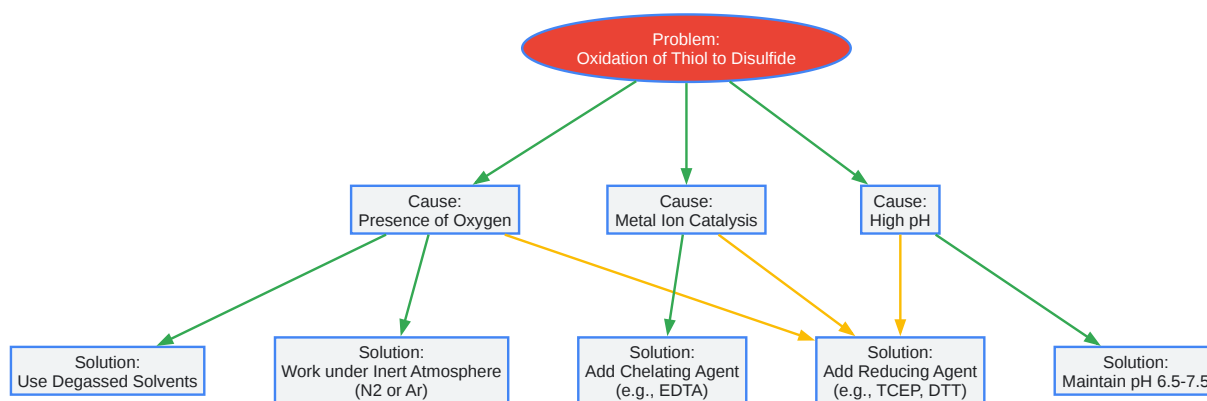 Problem:
Oxidation of Thiol to Disulfide
Cause:
Presence of Oxygen
Cause:
Metal Ion Catalysis
Cause:
High pH
Solution:
Use Degassed Solvents
Solution:
Work under Inert Atmosphere
(N2 or Ar)
Solution:
Add Chelating Agent
(e.g., EDTA)
Solution:
Add Reducing Agent
(e.g., TCEP, DTT)
Solution:
Maintain pH 6.5-7.5